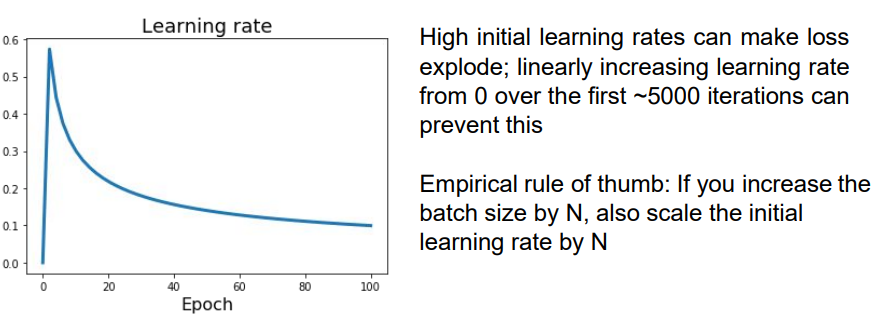 Learning rate
0.6
0.5
0.4
0.3
0.2
0.1
0.0
0 20 40 60 80 100
Epoch
High initial learning rates can make loss
explode; linearly increasing learning rate
from 0 over the first ~5000 iterations can
prevent this
Empirical rule of thumb: If you increase the
batch size by N, also scale the initial
learning rate by N